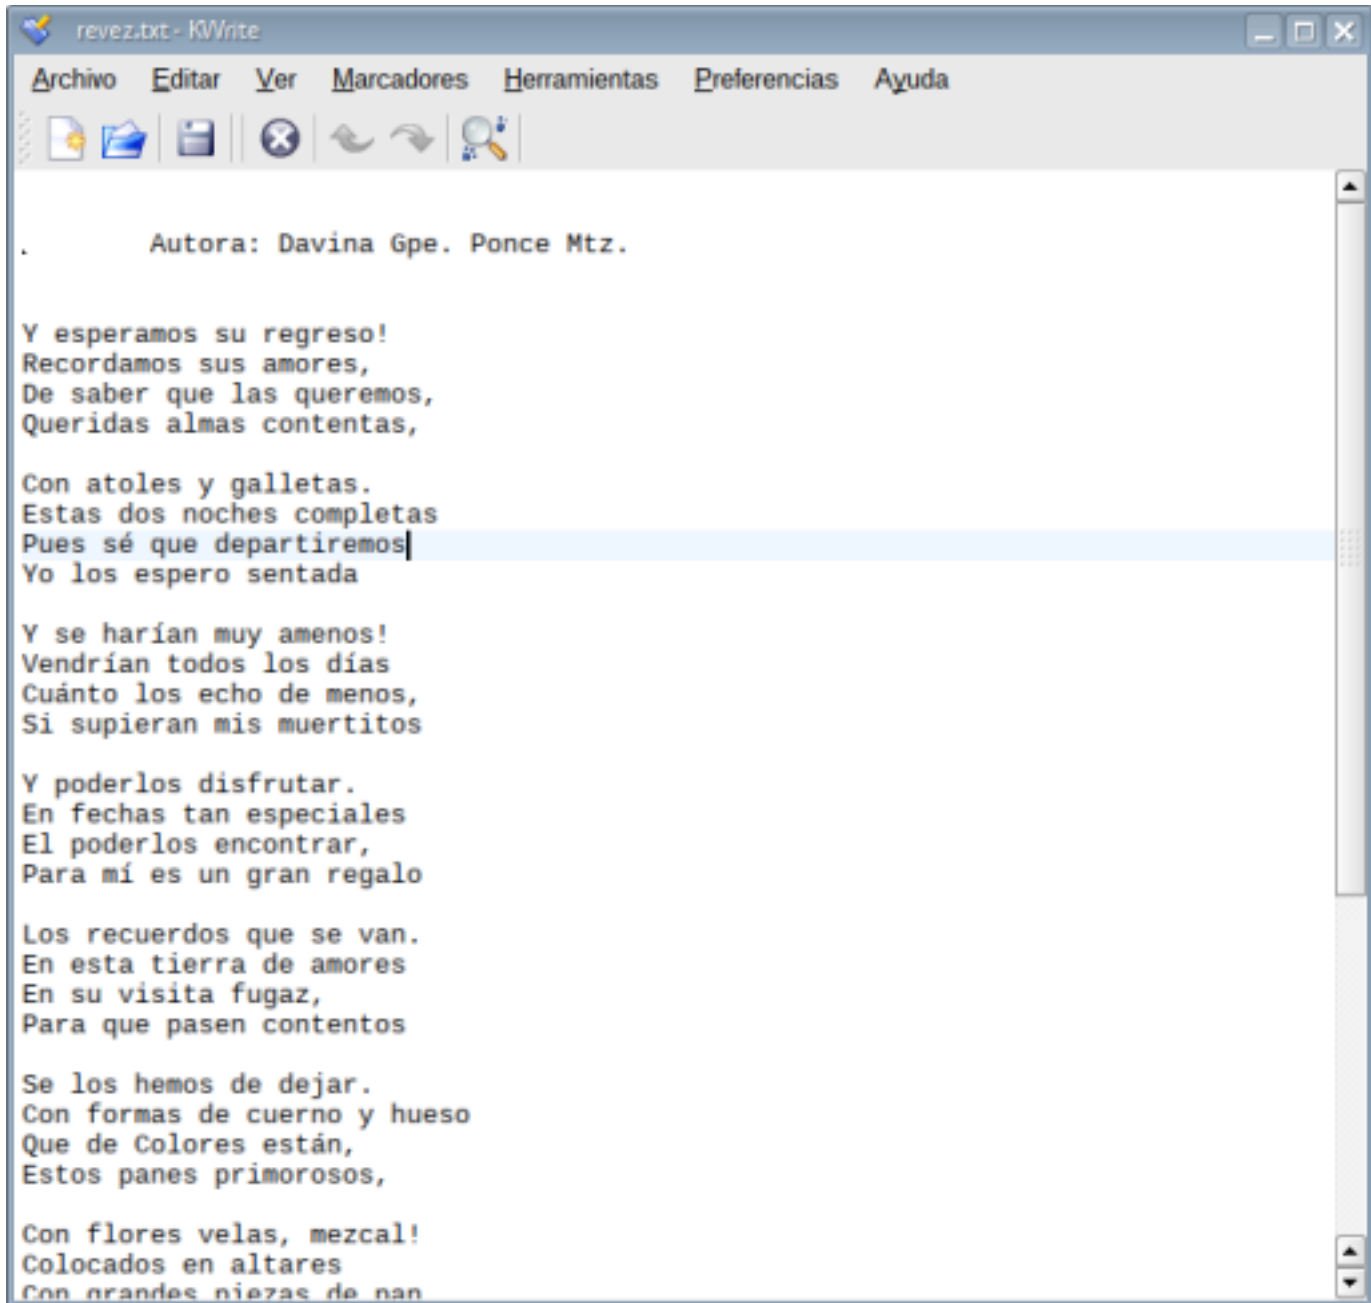 revez.txt - KWrite
Archivo Editar Ver Marcadores Herramientas Preferencias Ayuda
. Autora: Davina Gpe. Ponce Mtz.
Y esperamos su regreso!
Recordamos sus amores,
De saber que las queremos,
Queridas almas contentas,
Con atoles y galletas.
Estas dos noches completas
Pues sé que departiremos
Yo los espero sentada
Y se harían muy amenos!
Vendrían todos los días
Cuánto los echo de menos,
Si supieran mis muertitos
Y poderlos disfrutar.
En fechas tan especiales
El poderlos encontrar,
Para mí es un gran regalo
Los recuerdos que se van.
En esta tierra de amores
En su visita fugaz,
Para que pasen contentos
Se los hemos de dejar.
Con formas de cuerno y hueso
Que de Colores están,
Estos panes primorosos,
Con flores velas, mezcal!
Colocados en altares
Con grandes piezas de pan